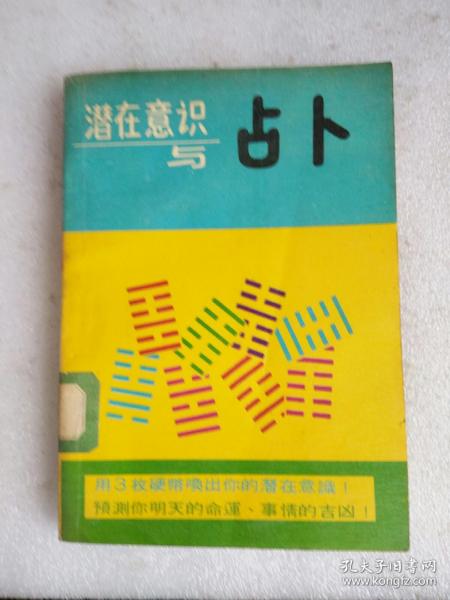 潜在意识
与 占卜
用3枚硬幣喚出你的潛在意識！
預測你明天的命運、事情的吉凶！
孔夫子旧书网
www.kongfz.com